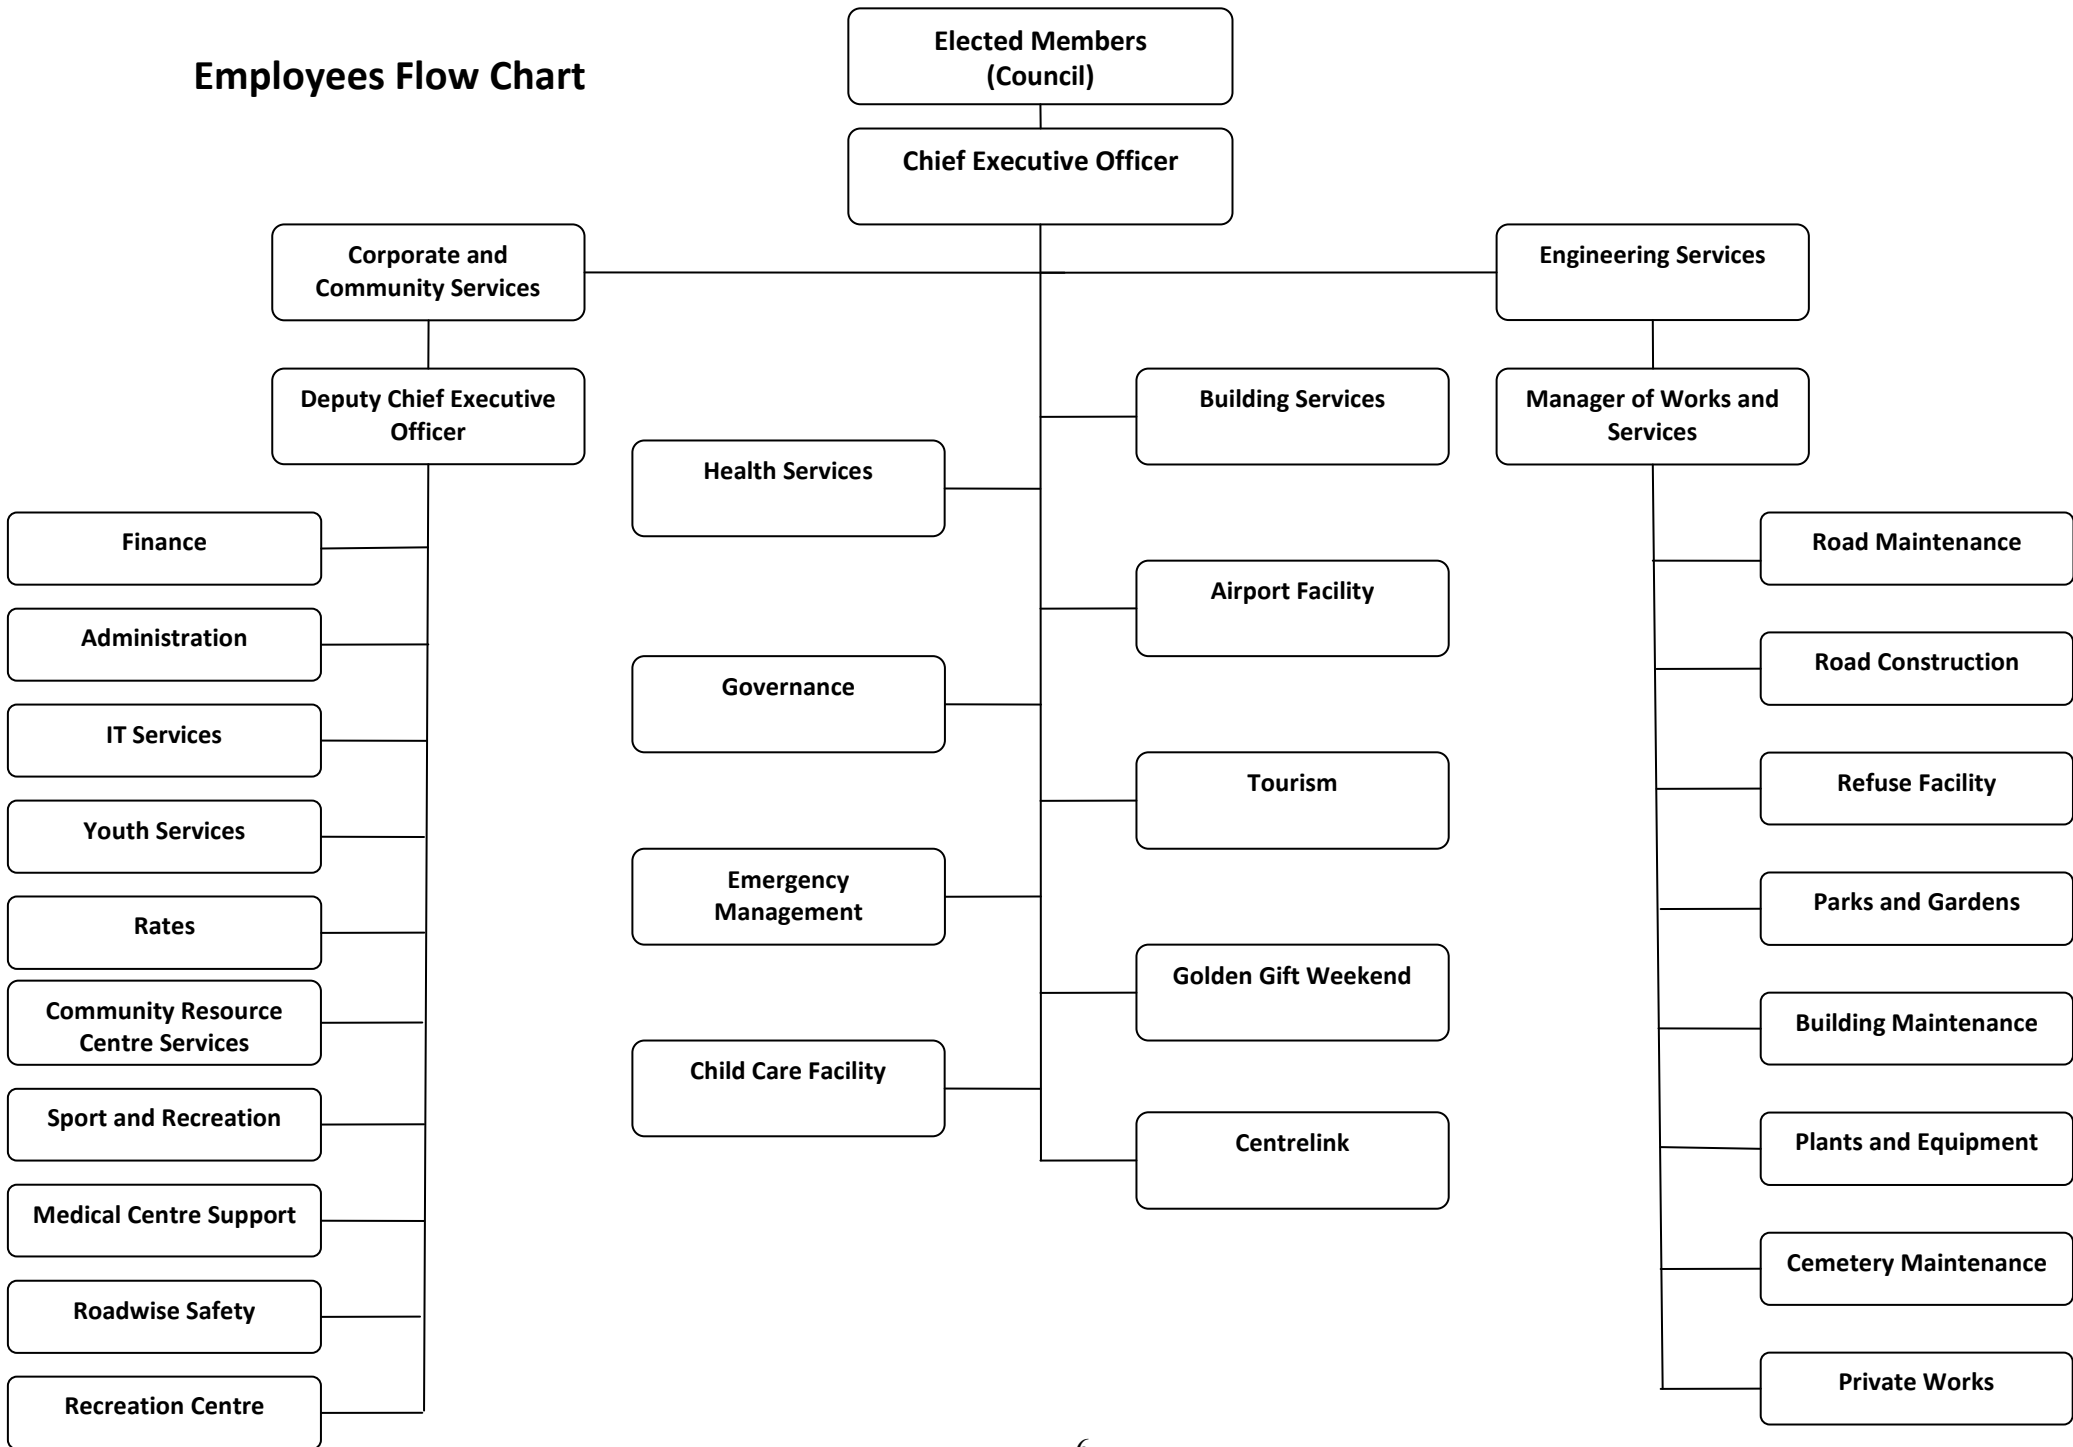 Employees Flow Chart
Elected Members
(Council)
Chief Executive Officer
Corporate and
Community Services
Engineering Services
Deputy Chief Executive
Officer
Manager of Works and
Services
Finance
Administration
IT Services
Youth Services
Rates
Community Resource
Centre Services
Sport and Recreation
Medical Centre Support
Roadwise Safety
Recreation Centre
Health Services
Governance
Emergency
Management
Child Care Facility
Building Services
Airport Facility
Tourism
Golden Gift Weekend
Centrelink
Road Maintenance
Road Construction
Refuse Facility
Parks and Gardens
Building Maintenance
Plants and Equipment
Cemetery Maintenance
Private Works